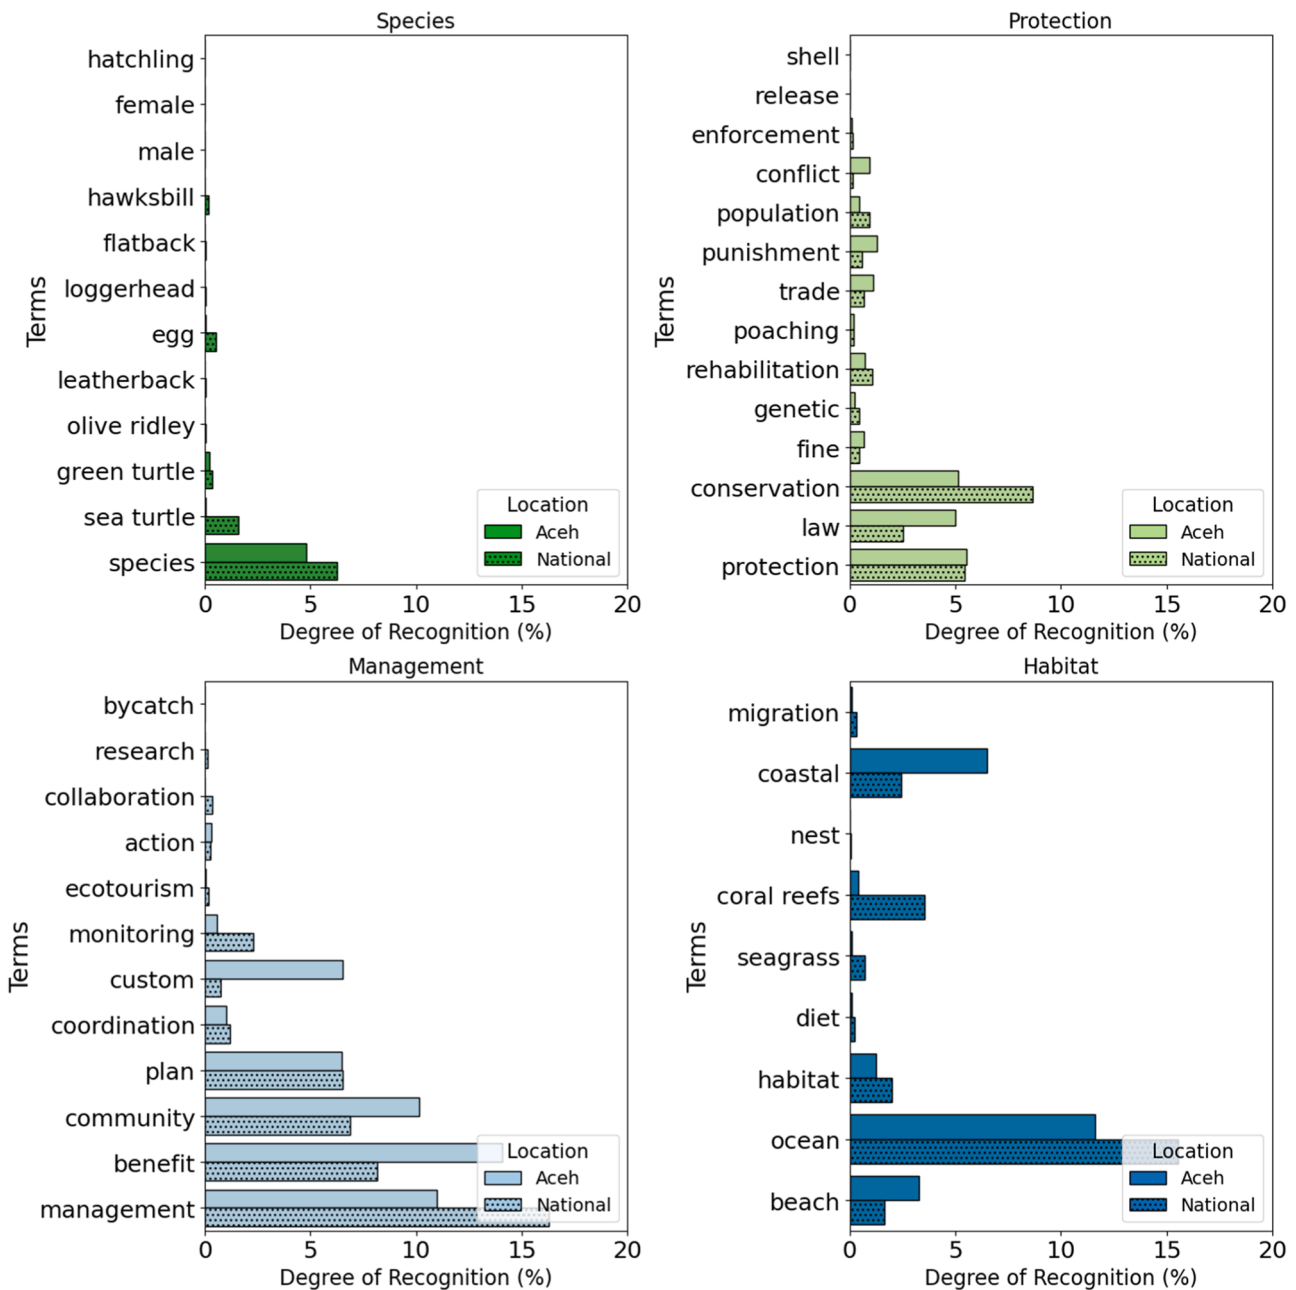 Species
Terms
hatchling
female
male
hawksbill
flatback
loggerhead
egg
leatherback
olive ridley
green turtle
sea turtle
species
Location
Aceh
National
0 5 10 15 20
Degree of Recognition (%)
Protection
Terms
shell
release
enforcement
conflict
population
punishment
trade
poaching
rehabilitation
genetic
fine
conservation
law
protection
Location
Aceh
National
0 5 10 15 20
Degree of Recognition (%)
Management
Terms
bycatch
research
collaboration
action
ecotourism
monitoring
custom
coordination
plan
community
benefit
management
Location
Aceh
National
0 5 10 15 20
Degree of Recognition (%)
Habitat
Terms
migration
coastal
nest
coral reefs
seagrass
diet
habitat
ocean
beach
Location
Aceh
National
0 5 10 15 20
Degree of Recognition (%)